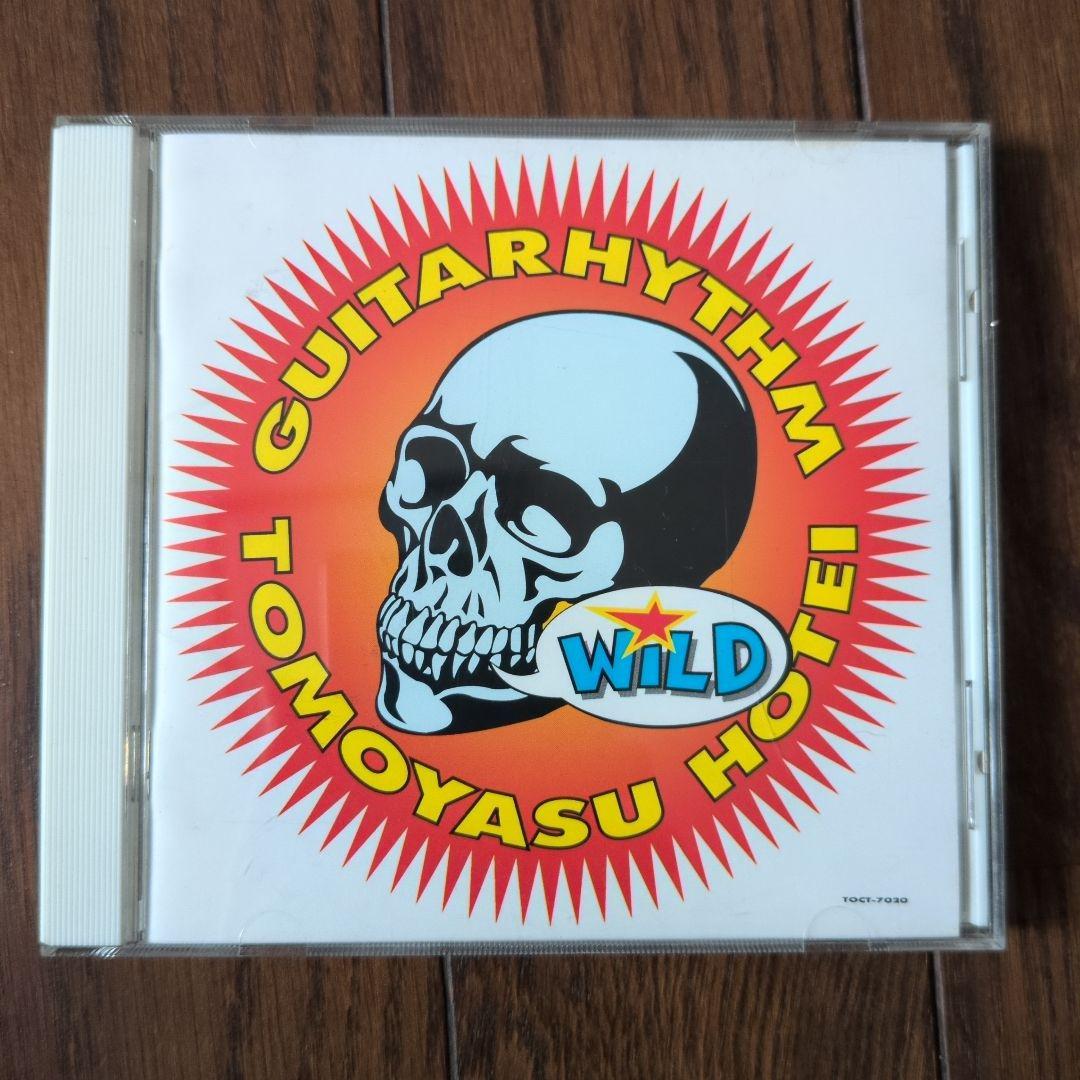 GUITARHYTHM
WiLD
TOMOYASU HOTEI
TOCT-7020